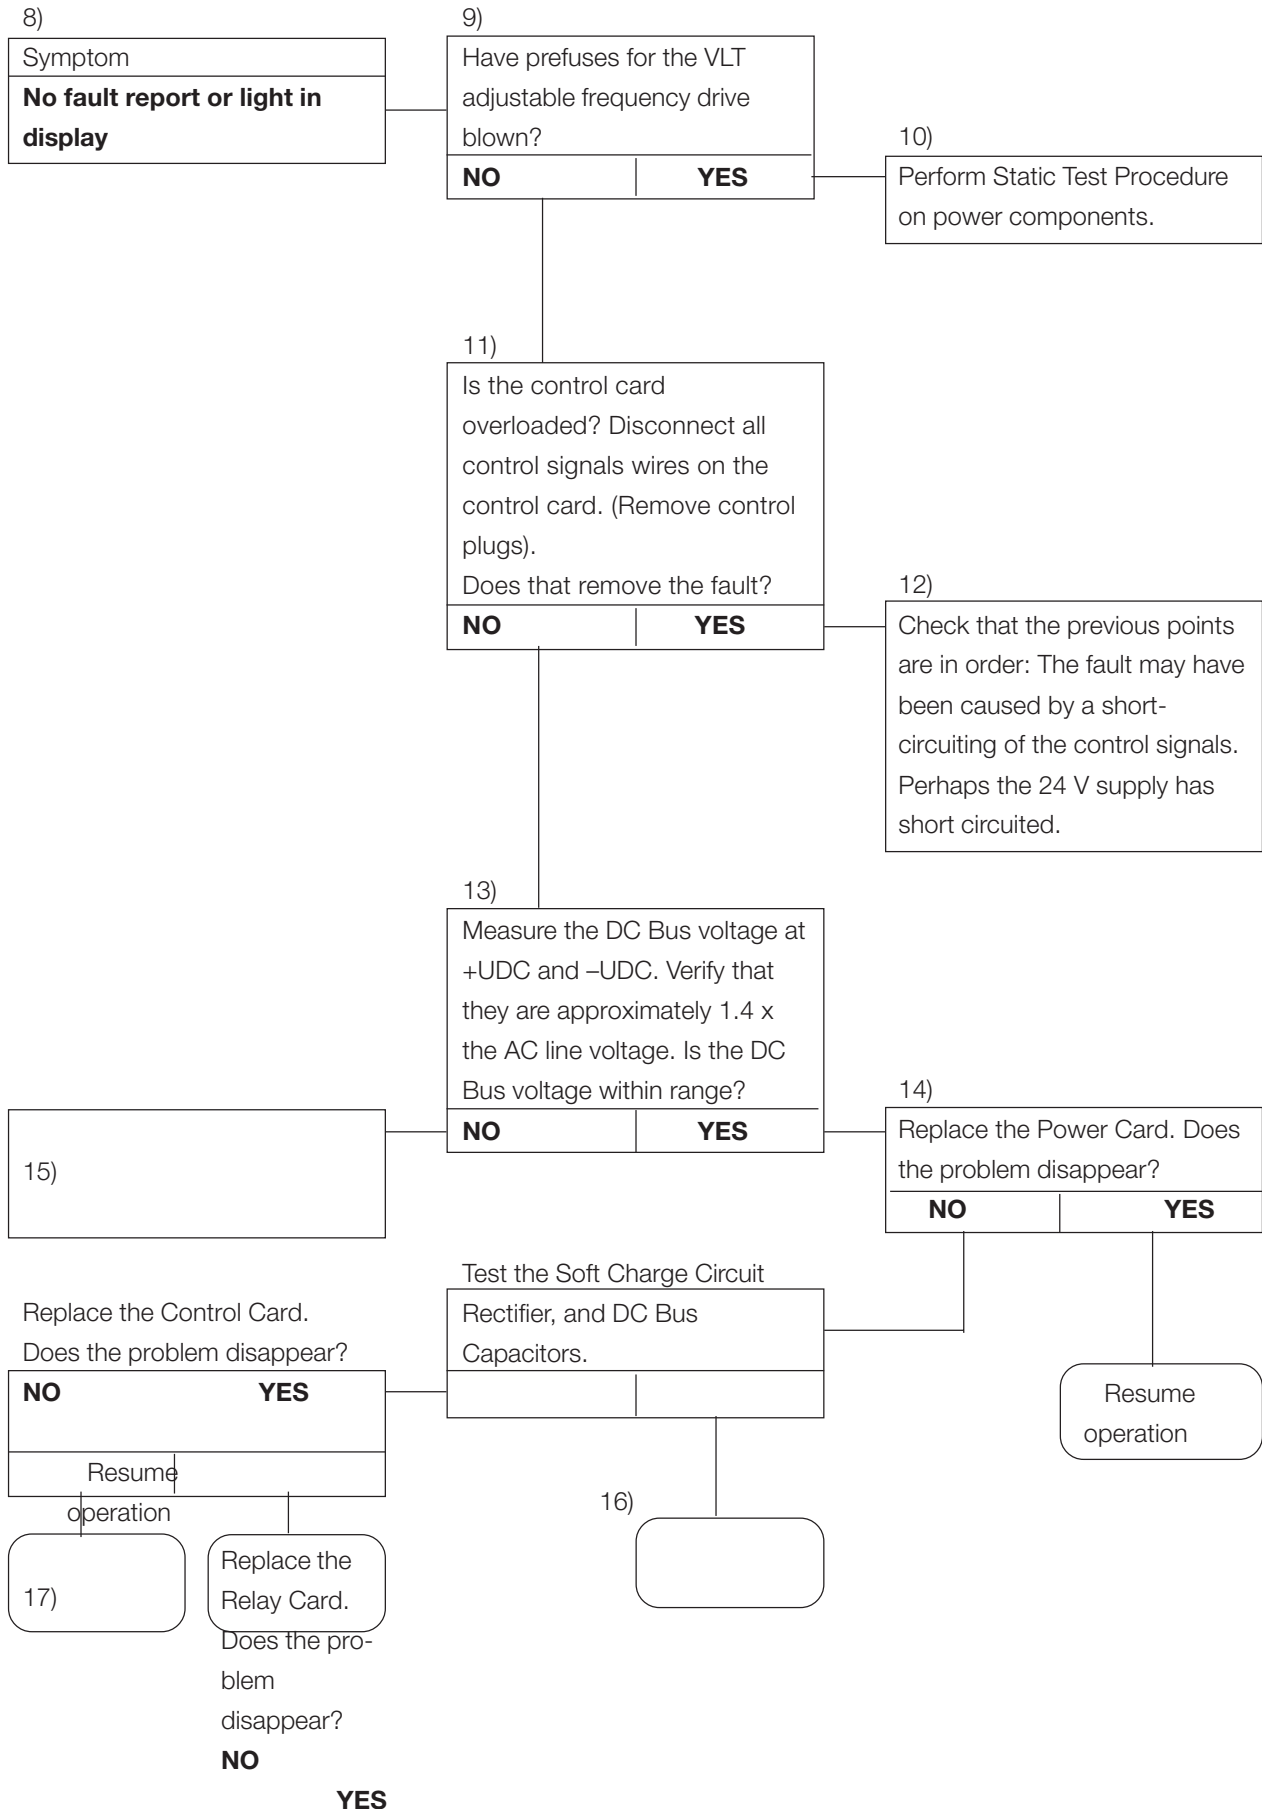 8)
Symptom
No fault report or light in
display
9)
Have prefuses for the VLT
adjustable frequency drive
blown?
NO YES
10)
Perform Static Test Procedure
on power components.
11)
Is the control card
overloaded? Disconnect all
control signals wires on the
control card. (Remove control
plugs).
Does that remove the fault?
NO YES
12)
Check that the previous points
are in order: The fault may have
been caused by a short-
circuiting of the control signals.
Perhaps the 24 V supply has
short circuited.
13)
Measure the DC Bus voltage at
+UDC and –UDC. Verify that
they are approximately 1.4 x
the AC line voltage. Is the DC
Bus voltage within range?
NO YES
14)
Replace the Power Card. Does
the problem disappear?
NO YES
15)
Test the Soft Charge Circuit
Rectifier, and DC Bus
Capacitors.
Replace the Control Card.
Does the problem disappear?
NO YES
Resume
operation
Resume
operation
16)
17)
Replace the
Relay Card.
Does the pro-
blem
disappear?
NO
YES